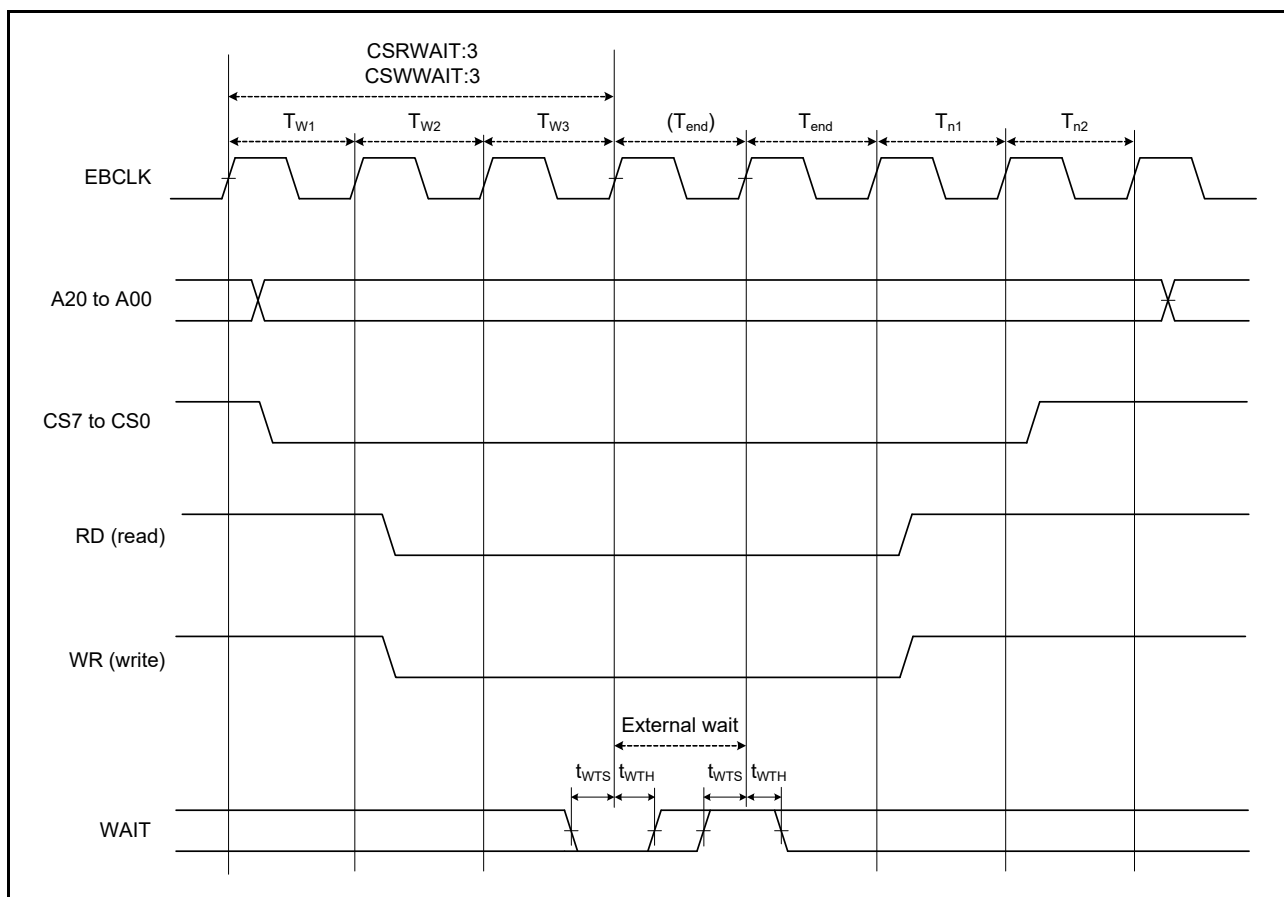 CSRWAIT:3
CSWWAIT:3
TW1 TW2 TW3 (Tend) Tend Tn1 Tn2
EBCLK
A20 to A00
CS7 to CS0
RD (read)
WR (write)
External wait
tWTS tWTH tWTS tWTH
WAIT